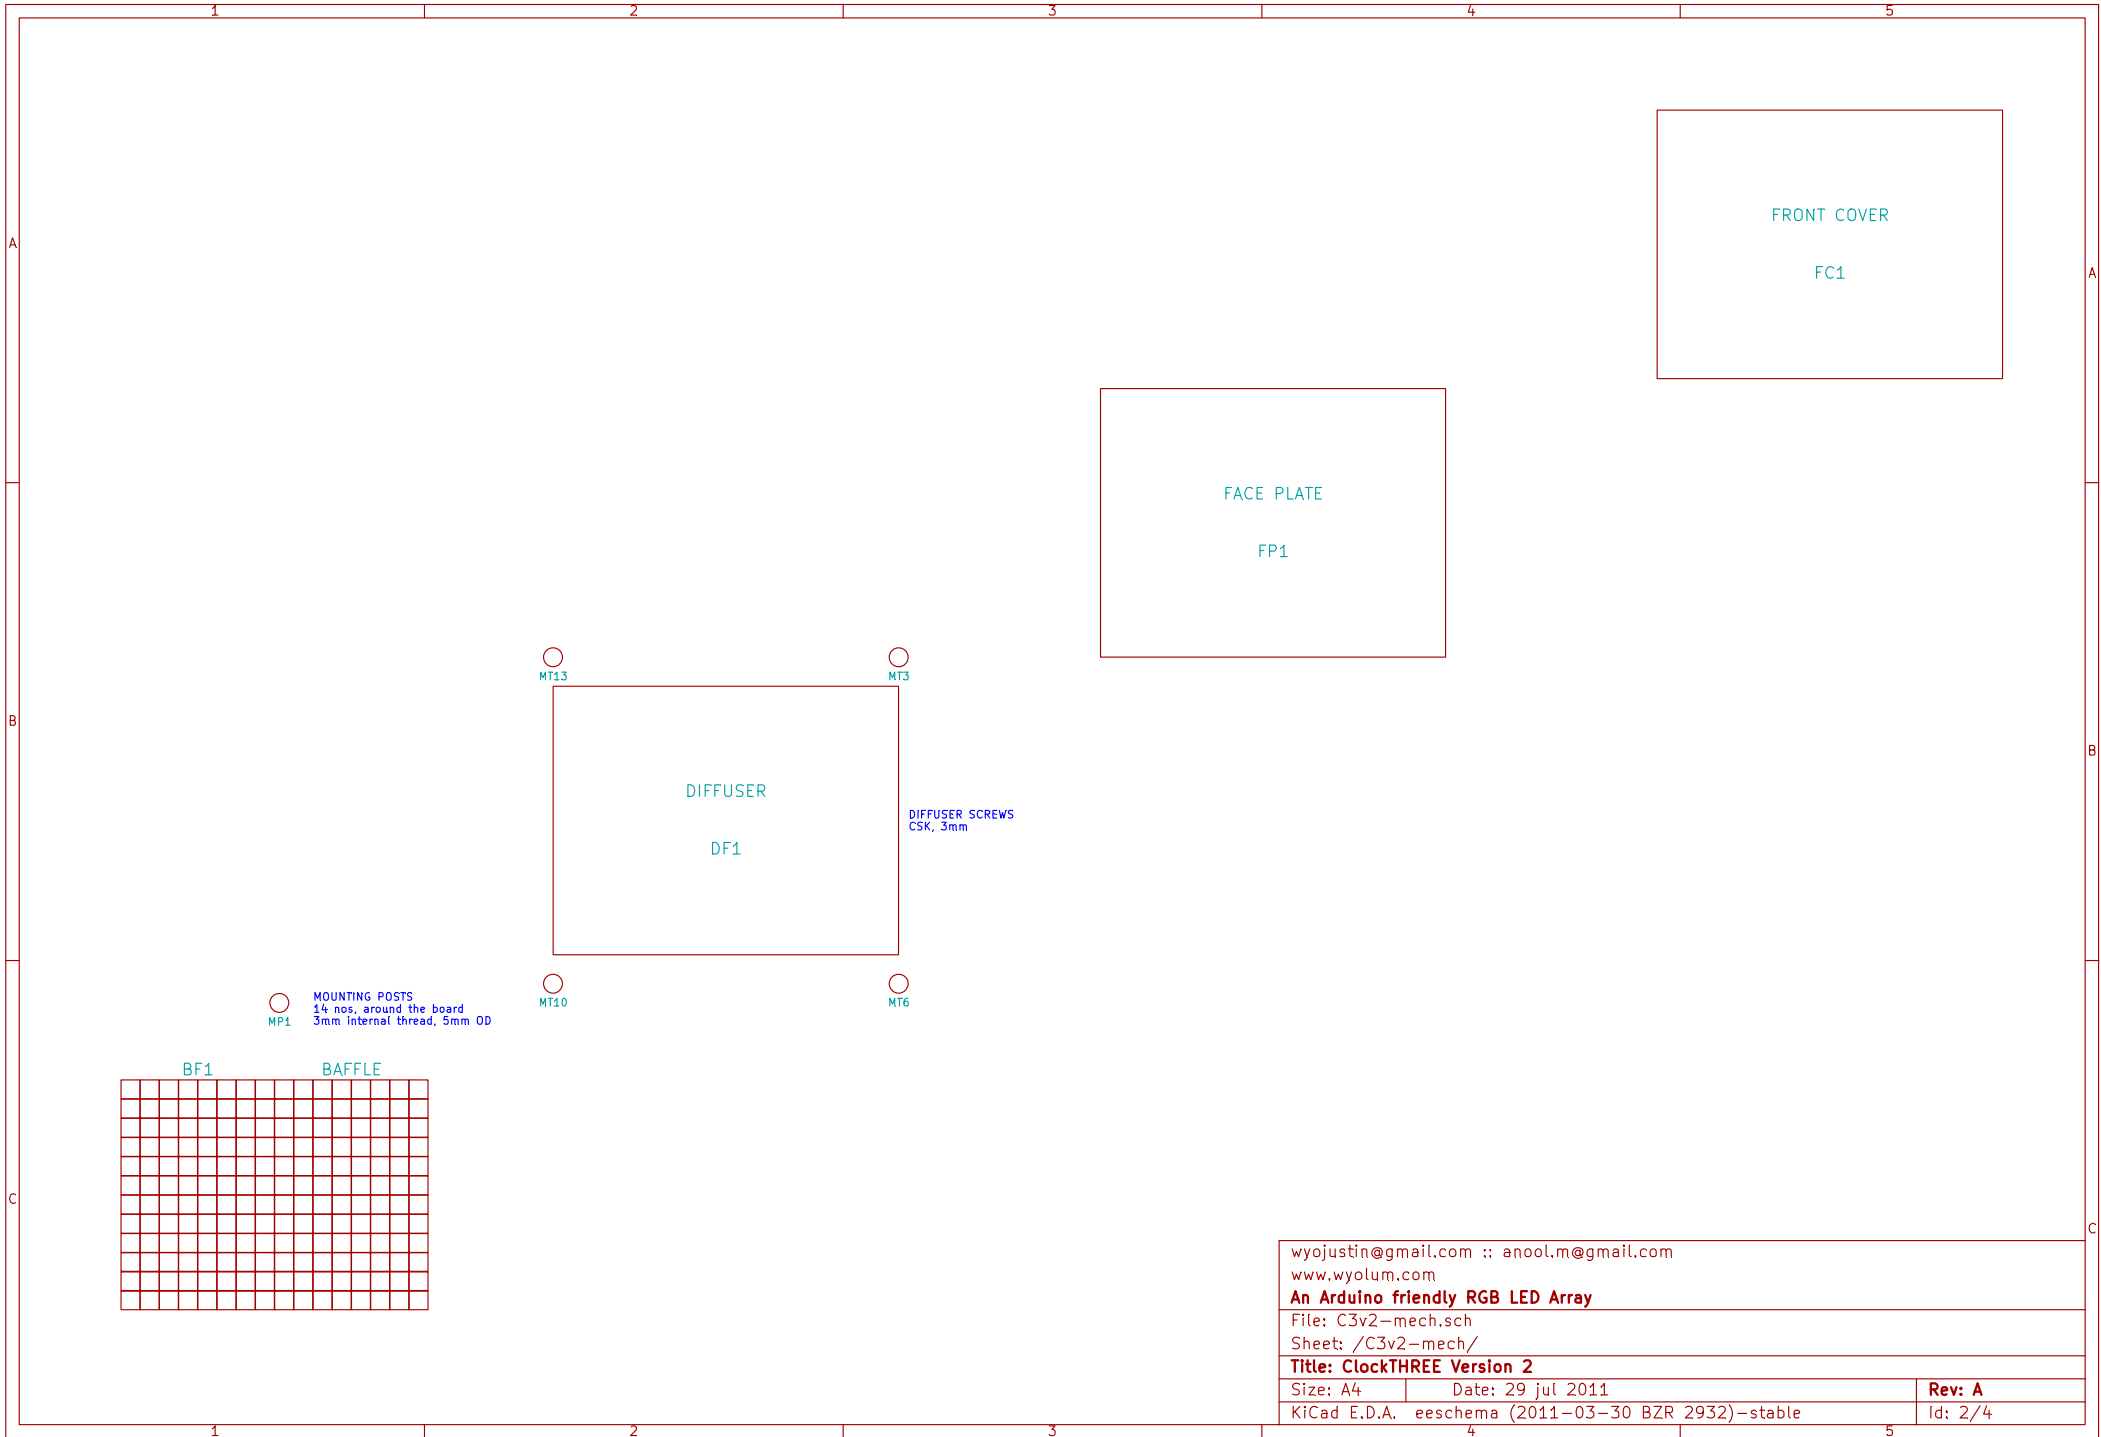 1 2 3 4 5
A
A
FRONT COVER
FC1
FACE PLATE
FP1
MT13
MT3
B
B
DIFFUSER
DF1
DIFFUSER SCREWS
CSK, 3mm
MT10
MT6
MP1
MOUNTING POSTS
14 nos, around the board
3mm internal thread, 5mm OD
BF1
BAFFLE
C
C
wyojustin@gmail.com :: anool.m@gmail.com
www.wyolum.com
An Arduino friendly RGB LED Array
File: C3v2-mech.sch
Sheet: /C3v2-mech/
Title: ClockTHREE Version 2
Size: A4
Date: 29 jul 2011
Rev: A
KiCad E.D.A. eeschema (2011-03-30 BZR 2932)-stable
Id: 2/4
1 2 3 4 5